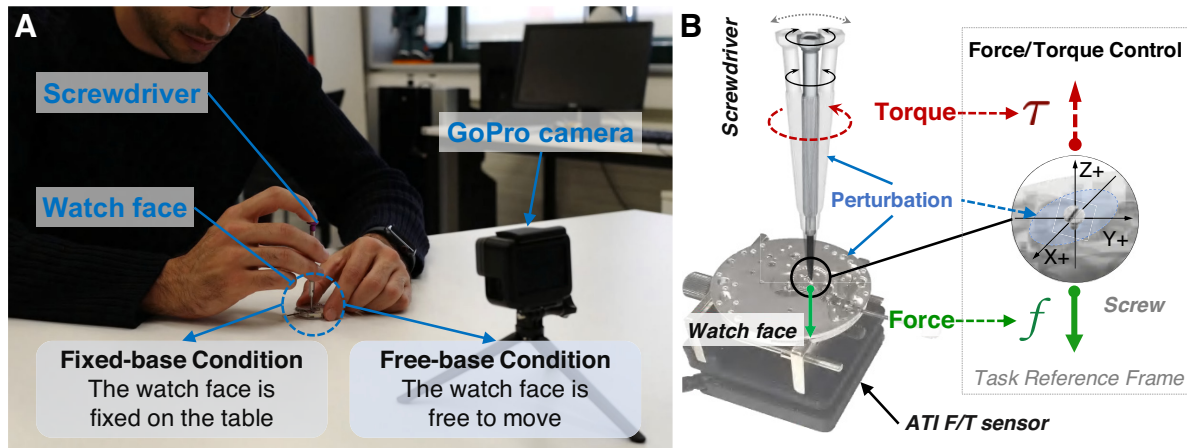 A
Screwdriver
GoPro camera
Watch face
Fixed-base Condition
The watch face is
fixed on the table
Free-base Condition
The watch face is
free to move
B
Screwdriver
Force/Torque Control
Torque
τ
Perturbation
Z+
Y+
X+
Watch face
Force
f
Screw
Task Reference Frame
ATI F/T sensor